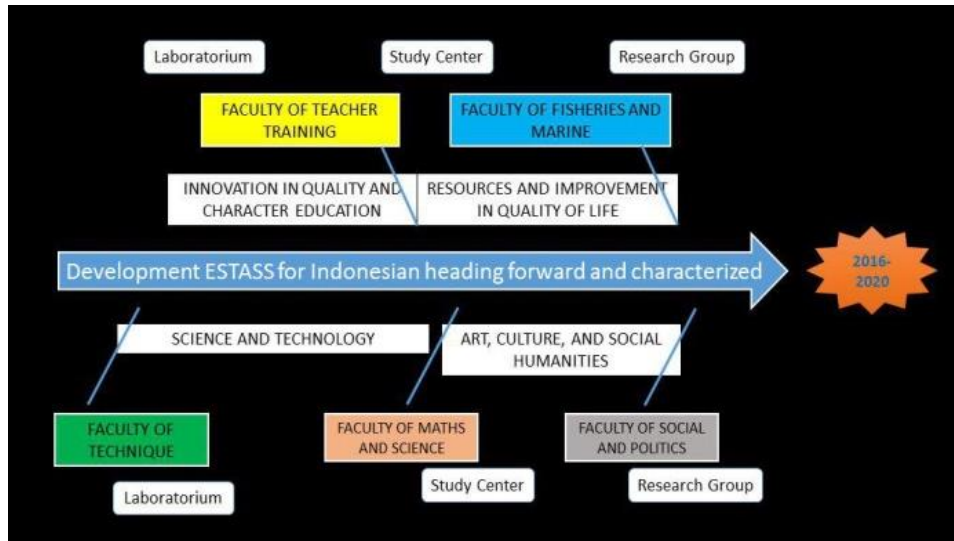 Laboratorium
Study Center
Research Group
FACULTY OF TEACHER
TRAINING
FACULTY OF FISHERIES AND
MARINE
INNOVATION IN QUALITY AND
CHARACTER EDUCATION
RESOURCES AND IMPROVEMENT
IN QUALITY OF LIFE
Development ESTASS for Indonesian heading forward and characterized
2016-
2020
SCIENCE AND TECHNOLOGY
ART, CULTURE, AND SOCIAL
HUMANITIES
FACULTY OF
TECHNIQUE
FACULTY OF MATHS
AND SCIENCE
FACULTY OF SOCIAL
AND POLITICS
Laboratorium
Study Center
Research Group